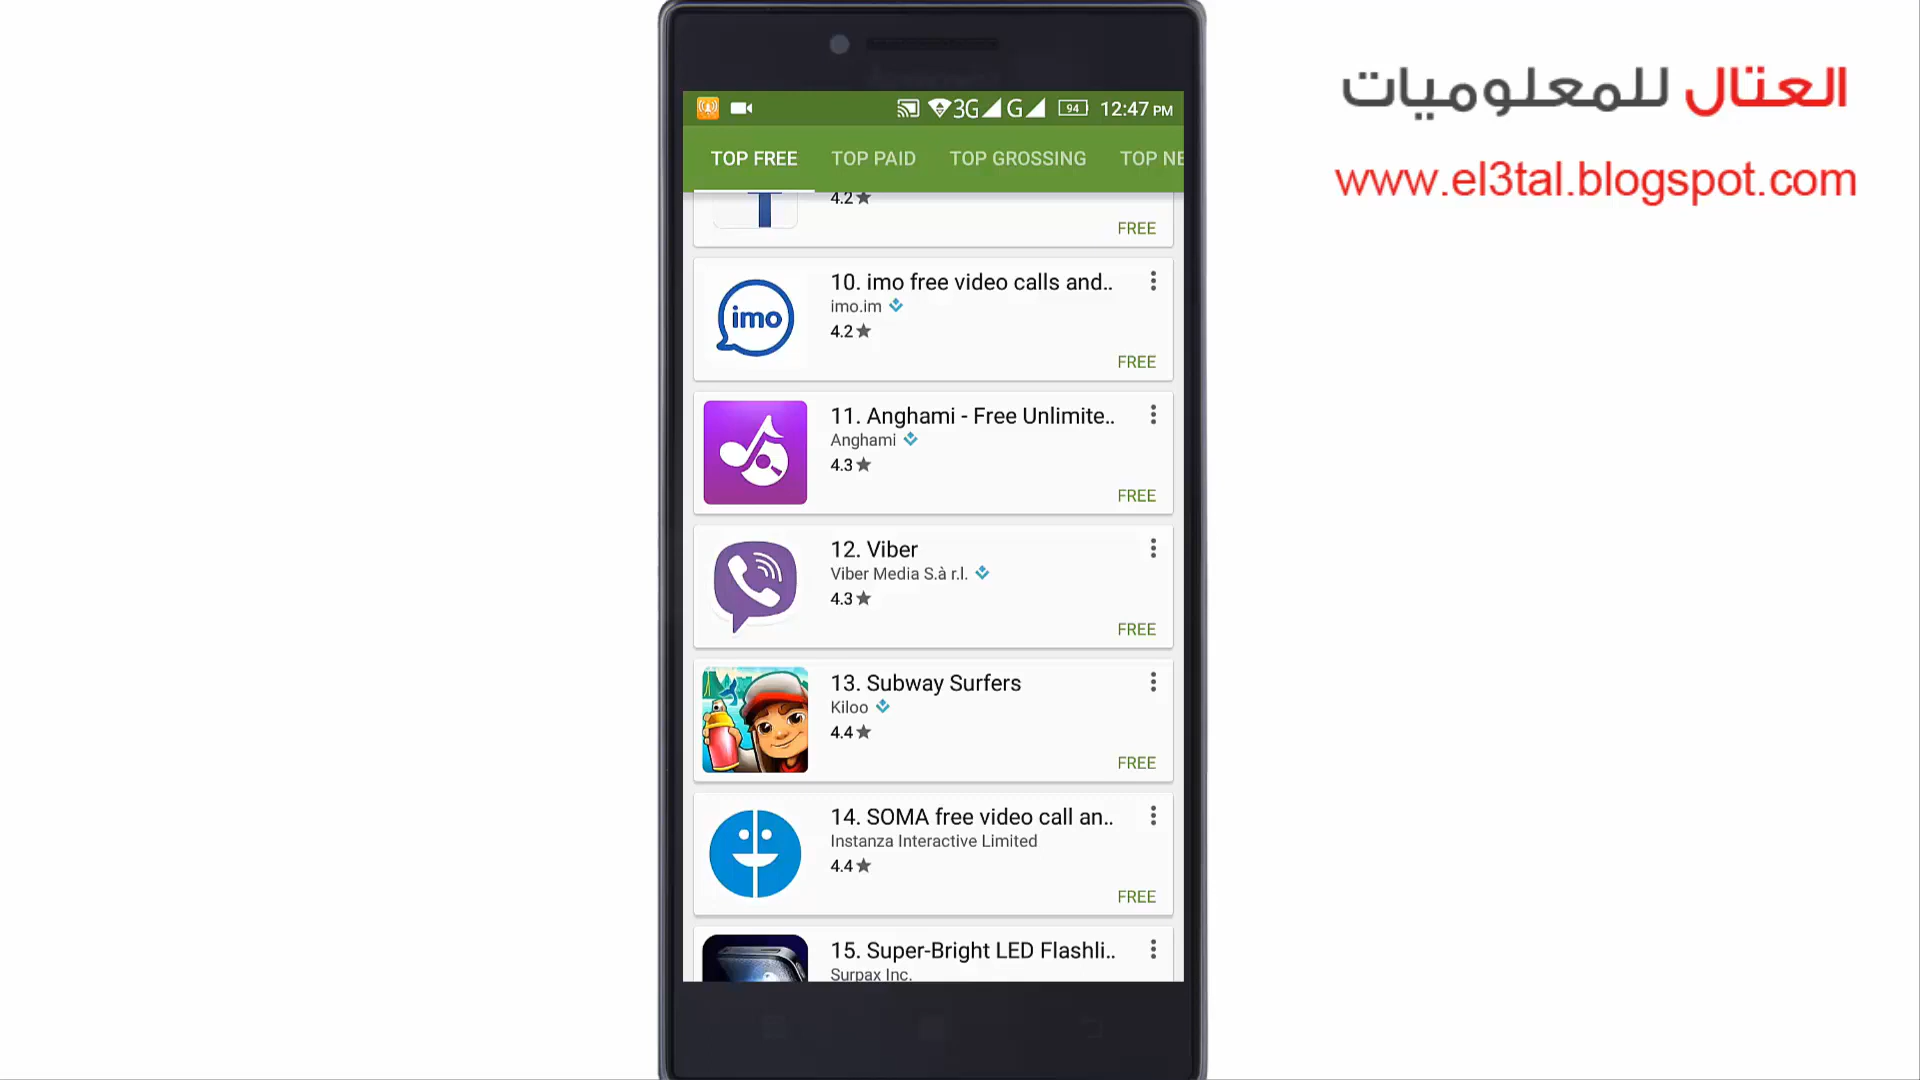 العتال للمعلوميات
www.el3tal.blogspot.com
3G G 94 12:47 PM
TOP FREE TOP PAID TOP GROSSING TOP NE
4.2★
FREE
10. imo free video calls and..
imo.im
4.2★
FREE
imo
11. Anghami - Free Unlimite..
Anghami
4.3★
FREE
12. Viber
Viber Media S.à r.l.
4.3★
FREE
13. Subway Surfers
Kiloo
4.4★
FREE
14. SOMA free video call an..
Instanza Interactive Limited
4.4★
FREE
15. Super-Bright LED Flashli..
Surpax Inc.